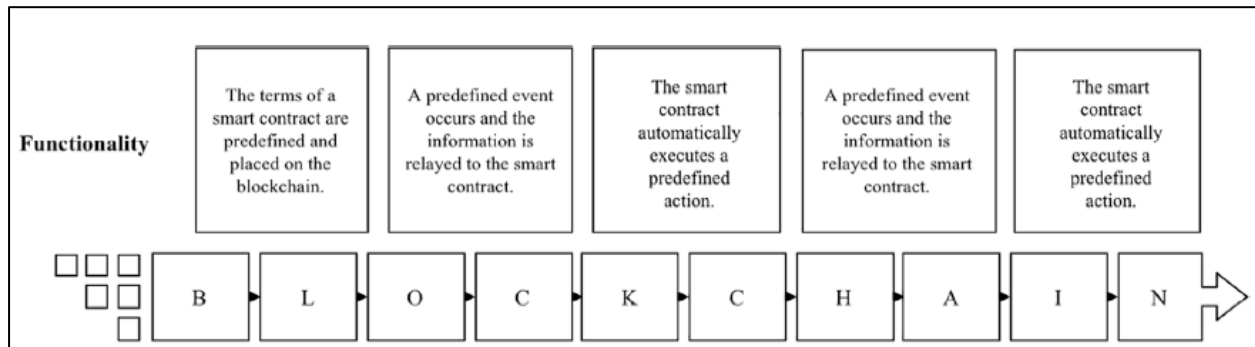 Functionality
The terms of a
smart contract are
predefined and
placed on the
blockchain.
A predefined event
occurs and the
information is
relayed to the smart
contract.
The smart
contract
automatically
executes a
predefined
action.
A predefined event
occurs and the
information is
relayed to the smart
contract.
The smart
contract
automatically
executes a
predefined
action.
B L O C K C H A I N